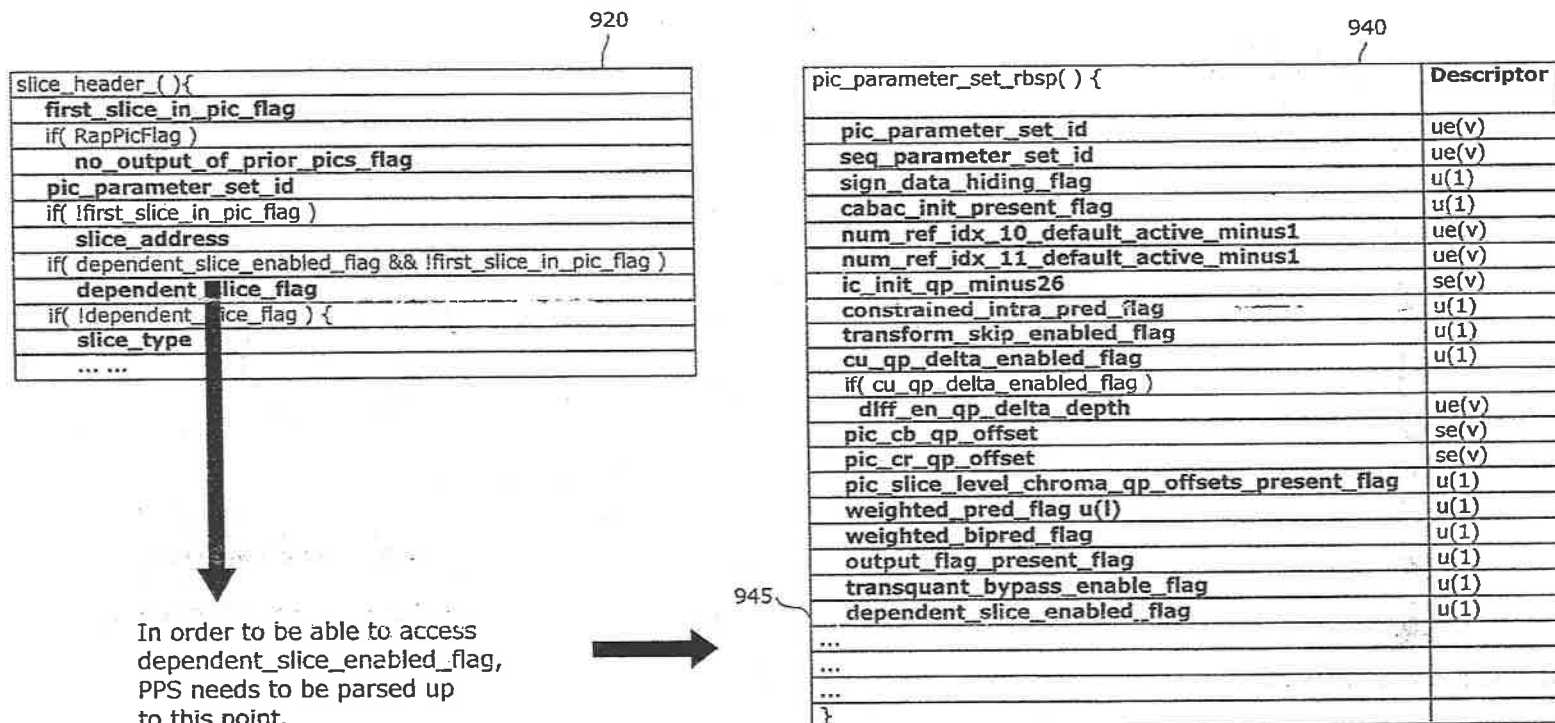 920
slice_header_( ){
first_slice_in_pic_flag
if( RapPicFlag )
no_output_of_prior_pics_flag
pic_parameter_set_id
if( !first_slice_in_pic_flag )
slice_address
if( dependent_slice_enabled_flag && !first_slice_in_pic_flag )
dependent_slice_flag
if( !dependent_slice_flag ) {
slice_type
... ...
In order to be able to access
dependent_slice_enabled_flag,
PPS needs to be parsed up
to this point.
940
pic_parameter_set_rbsp( ) { Descriptor
pic_parameter_set_id ue(v)
seq_parameter_set_id ue(v)
sign_data_hiding_flag u(1)
cabac_init_present_flag u(1)
num_ref_idx_10_default_active_minus1 ue(v)
num_ref_idx_11_default_active_minus1 ue(v)
ic_init_qp_minus26 se(v)
constrained_intra_pred_flag u(1)
transform_skip_enabled_flag u(1)
cu_qp_delta_enabled_flag u(1)
if( cu_qp_delta_enabled_flag )
diff_en_qp_delta_depth ue(v)
pic_cb_qp_offset se(v)
pic_cr_qp_offset se(v)
pic_slice_level_chroma_qp_offsets_present_flag u(1)
weighted_pred_flag u(l) u(1)
weighted_bipred_flag u(1)
output_flag_present_flag u(1)
transquant_bypass_enable_flag u(1)
945
dependent_slice_enabled_flag u(1)
...
...
...
}